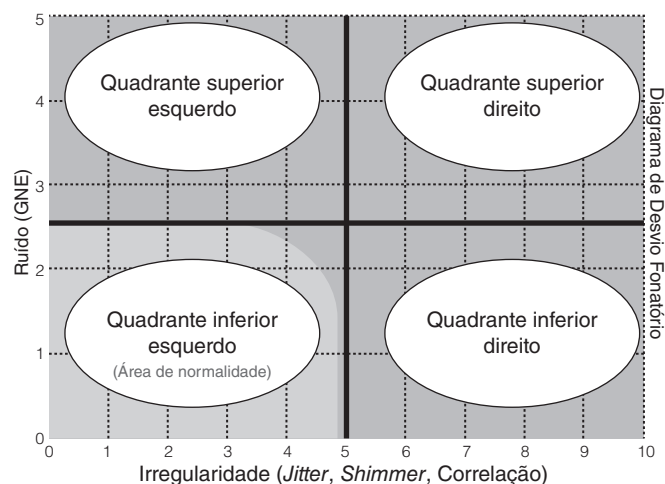 5
Quadrante superior
esquerdo
Quadrante superior
direito
4
3
2
Quadrante inferior
esquerdo
(Área de normalidade)
Quadrante inferior
direito
1
0
Ruído (GNE)
Diagrama de Desvio Fonatório
0 1 2 3 4 5 6 7 8 9 10
Irregularidade (Jitter, Shimmer, Correlação)